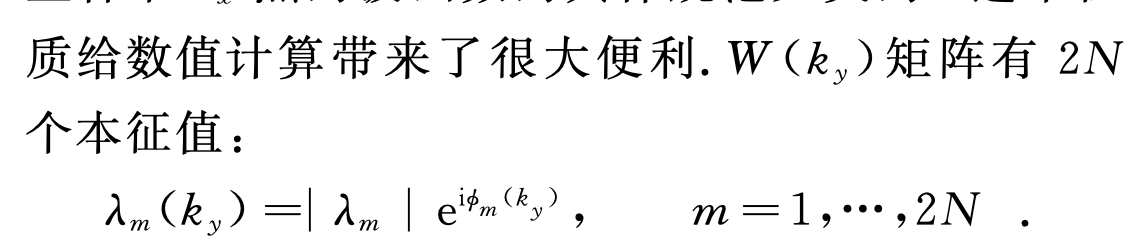 质给数值计算带来了很大便利. W(k_y)矩阵有 2N
个本征值：
λ_m(k_y)=| λ_m | e^{iϕ_m(k_y)}, m=1,⋯,2N .